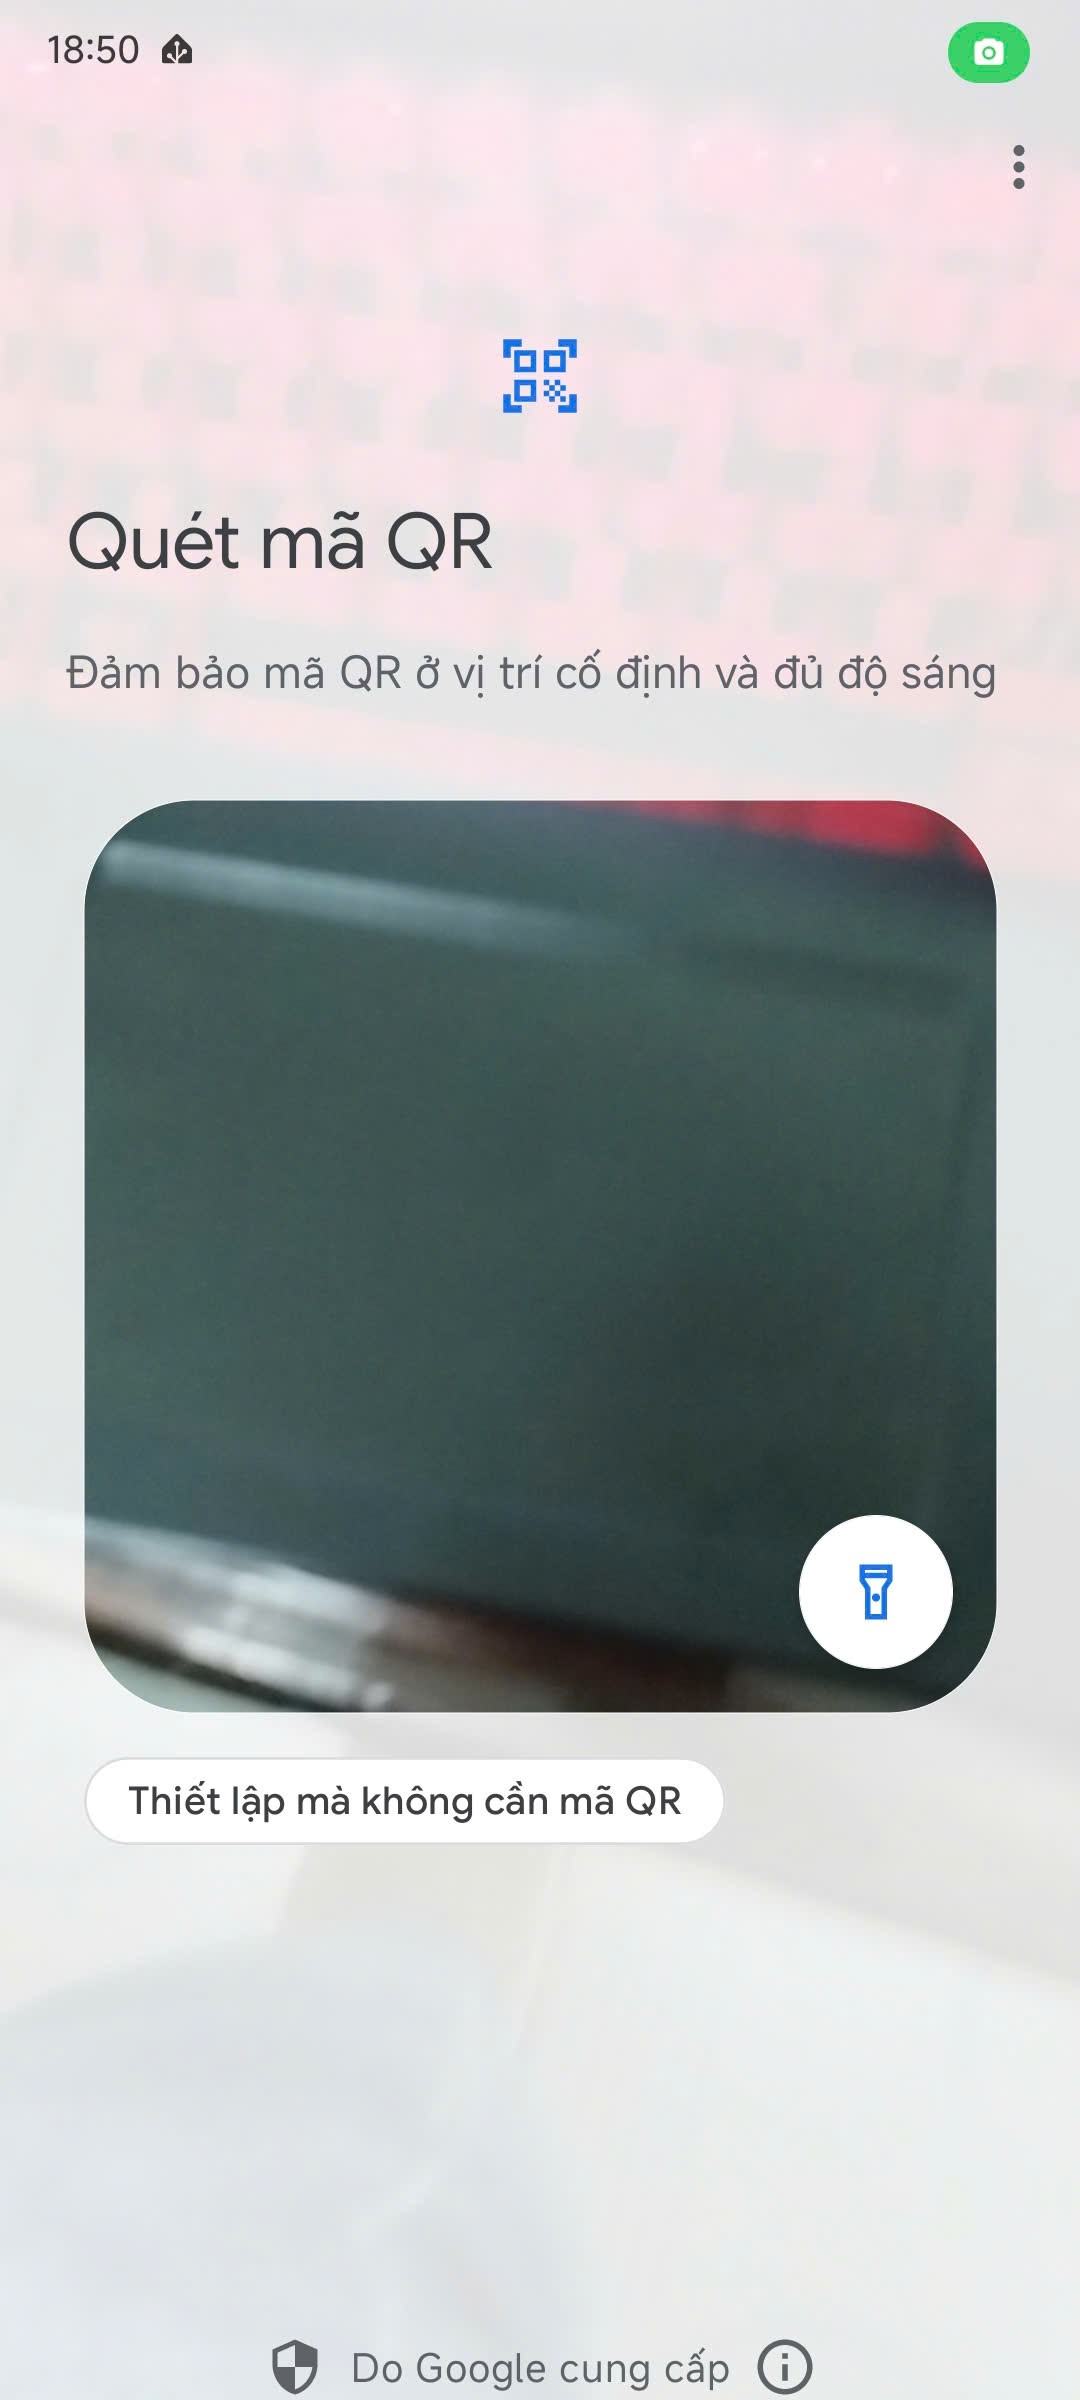 18:50
Quét mã QR
Đảm bảo mã QR ở vị trí cố định và đủ độ sáng
Thiết lập mà không cần mã QR
Do Google cung cấp